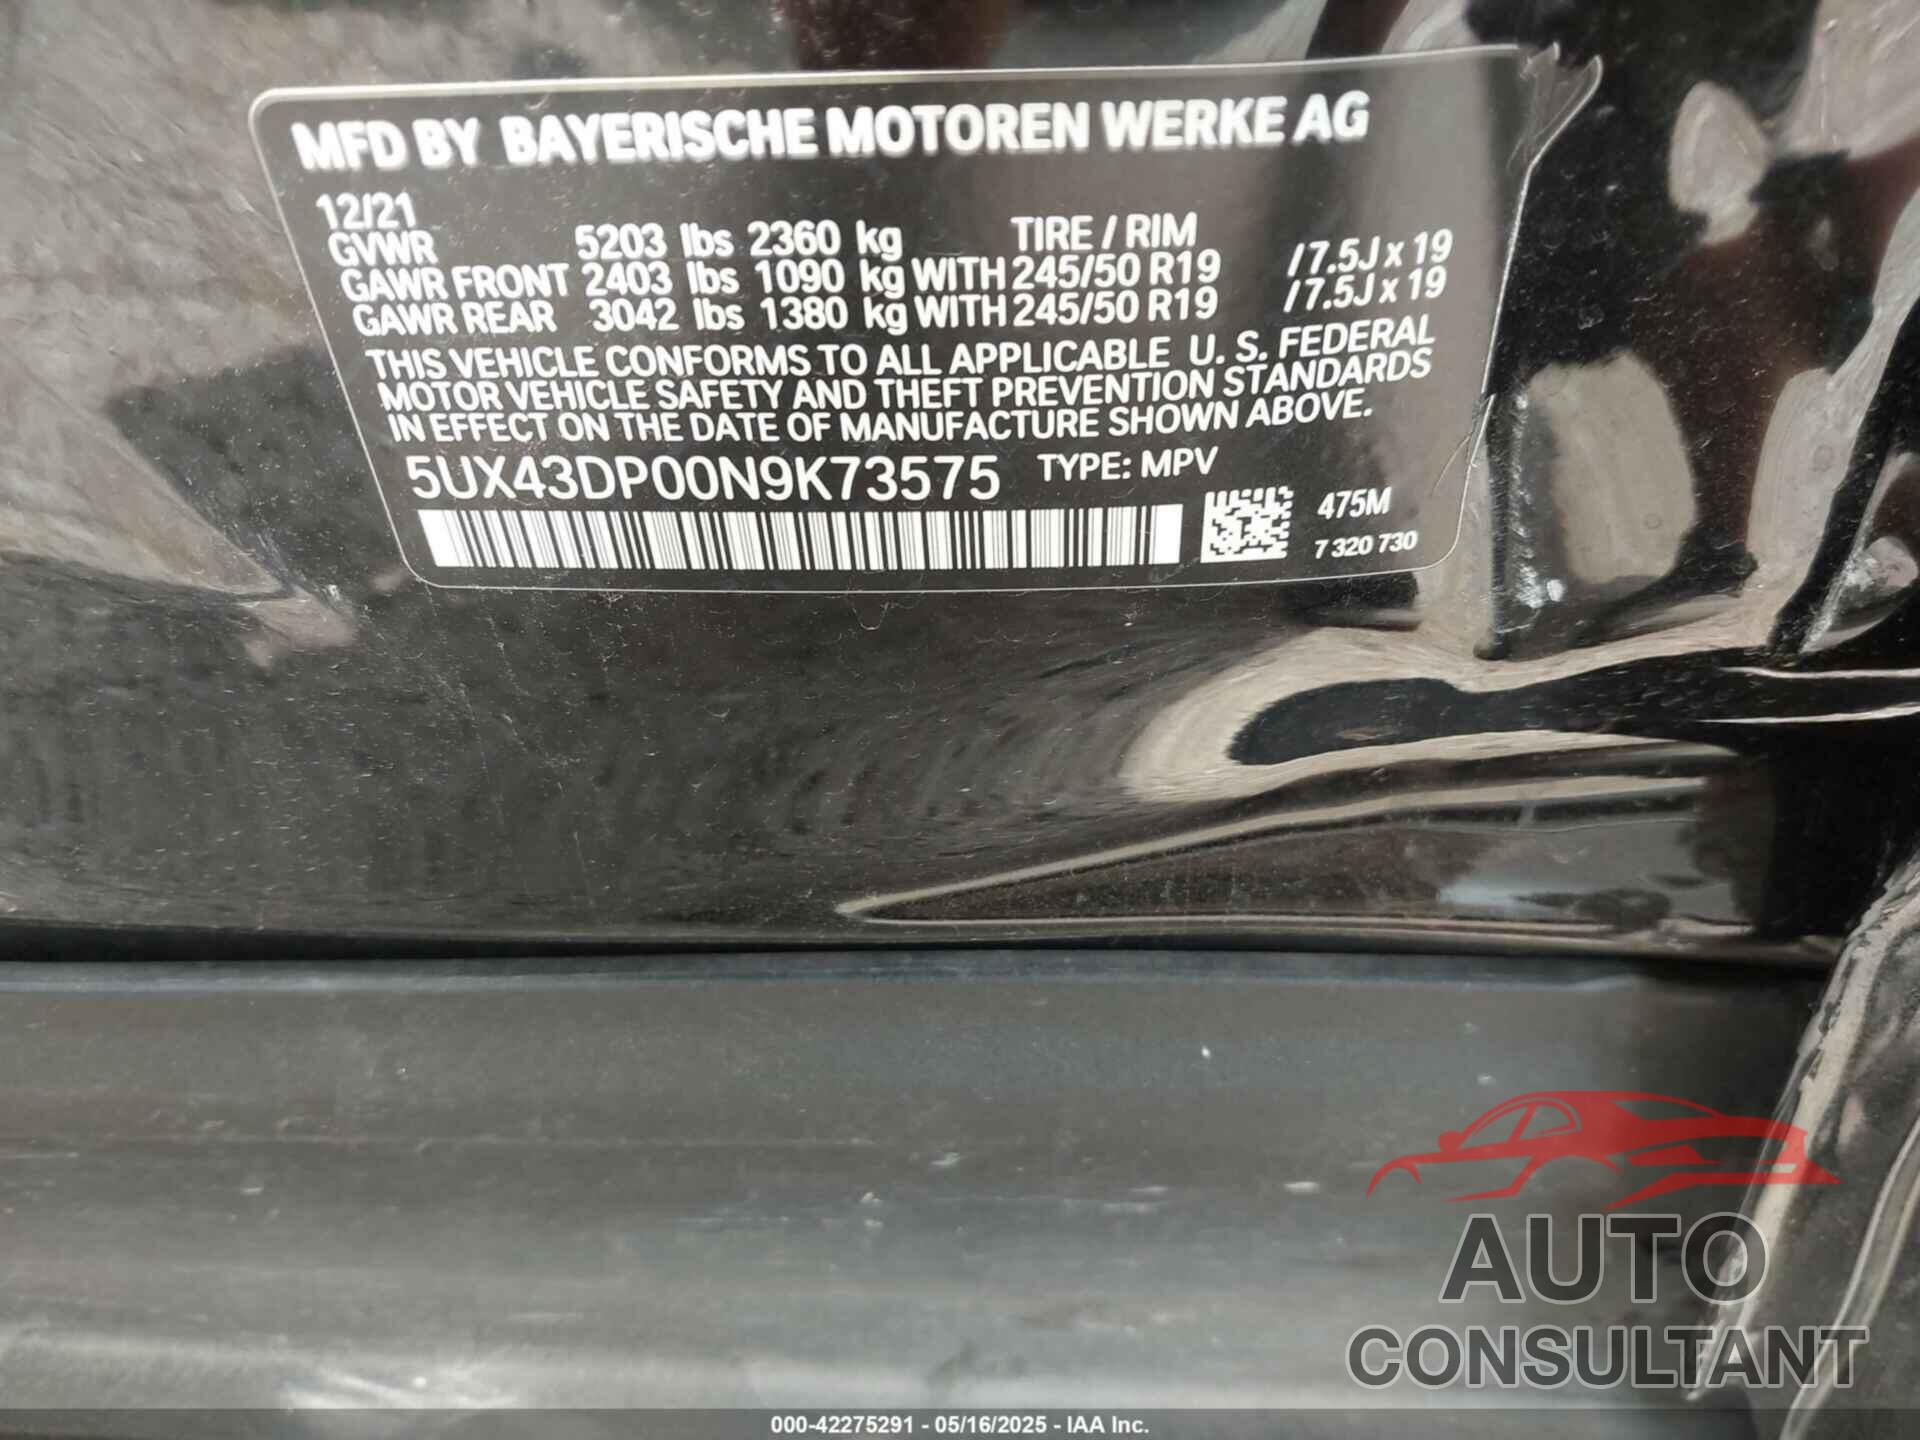 MFD BY BAYERISCHE MOTOREN WERKE AG
12/21
TIRE / RIM
GVWR 5203 lbs 2360 kg
GAWR FRONT 2403 lbs 1090 kg WITH 245/50 R19 /7.5J x 19
GAWR REAR 3042 lbs 1380 kg WITH 245/50 R19 /7.5J x 19
THIS VEHICLE CONFORMS TO ALL APPLICABLE U. S. FEDERAL
MOTOR VEHICLE SAFETY AND THEFT PREVENTION STANDARDS
IN EFFECT ON THE DATE OF MANUFACTURE SHOWN ABOVE.
5UX43DP00N9K73575 TYPE: MPV
475M
7 320 730
AUTO
CONSULTANT
000-42275291 - 05/16/2025 - IAA Inc.